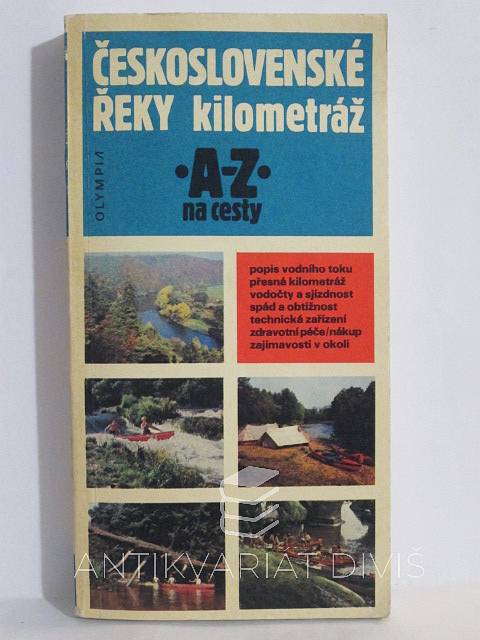 ČESKOSLOVENSKÉ
ŘEKY kilometráž
OLYMPIA
•A-Z•
na cesty
popis vodního toku
přesná kilometráž
vodočty a sjízdnost
spád a obtížnost
technická zařízení
zdravotní péče/nákup
zajímavosti v okolí
ANTIKVARIÁT DIVIŠ